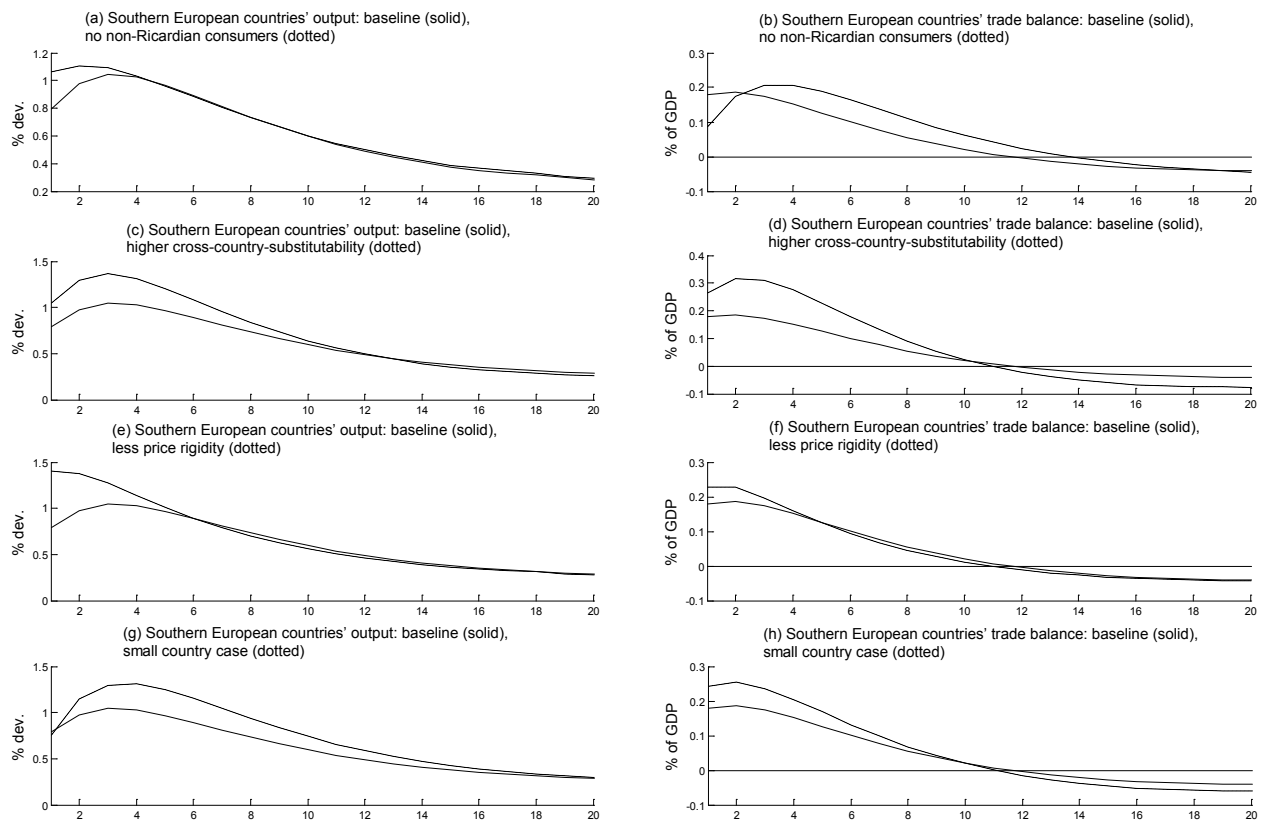 (a) Southern European countries' output: baseline (solid),
no non-Ricardian consumers (dotted)
1.2
1
0.8
0.6
0.4
0.2
% dev.
2 4 6 8 10 12 14 16 18 20
(b) Southern European countries' trade balance: baseline (solid),
no non-Ricardian consumers (dotted)
0.3
0.2
0.1
0
-0.1
% of GDP
2 4 6 8 10 12 14 16 18 20
(c) Southern European countries' output: baseline (solid),
higher cross-country-substitutability (dotted)
1.5
1
0.5
0
% dev.
2 4 6 8 10 12 14 16 18 20
(d) Southern European countries' trade balance: baseline (solid),
higher cross-country-substitutability (dotted)
0.4
0.3
0.2
0.1
0
-0.1
% of GDP
2 4 6 8 10 12 14 16 18 20
(e) Southern European countries' output: baseline (solid),
less price rigidity (dotted)
1.5
1
0.5
0
% dev.
2 4 6 8 10 12 14 16 18 20
(f) Southern European countries' trade balance: baseline (solid),
less price rigidity (dotted)
0.3
0.2
0.1
0
-0.1
% of GDP
2 4 6 8 10 12 14 16 18 20
(g) Southern European countries' output: baseline (solid),
small country case (dotted)
1.5
1
0.5
0
% dev.
2 4 6 8 10 12 14 16 18 20
(h) Southern European countries' trade balance: baseline (solid),
small country case (dotted)
0.3
0.2
0.1
0
-0.1
% of GDP
2 4 6 8 10 12 14 16 18 20